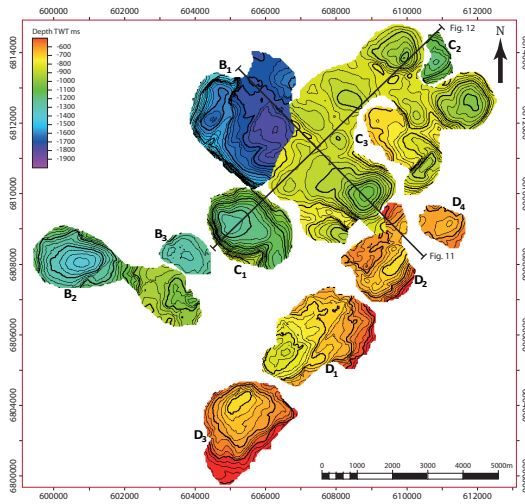 600000 602000 604000 606000 608000 610000 612000
Depth TWT ms
-600
-700
-800
-900
-1000
-1100
-1200
-1300
-1400
-1500
-1600
-1700
-1800
-1900
Fig. 12
N
B1
C2
C3
D4
B3
C1
B2
Fig. 11
D2
D1
D3
6814000
6812000
6810000
6808000
6806000
6804000
6800000
0 1000 2000 3000 4000 5000m
600000 602000 604000 606000 608000 610000 612000